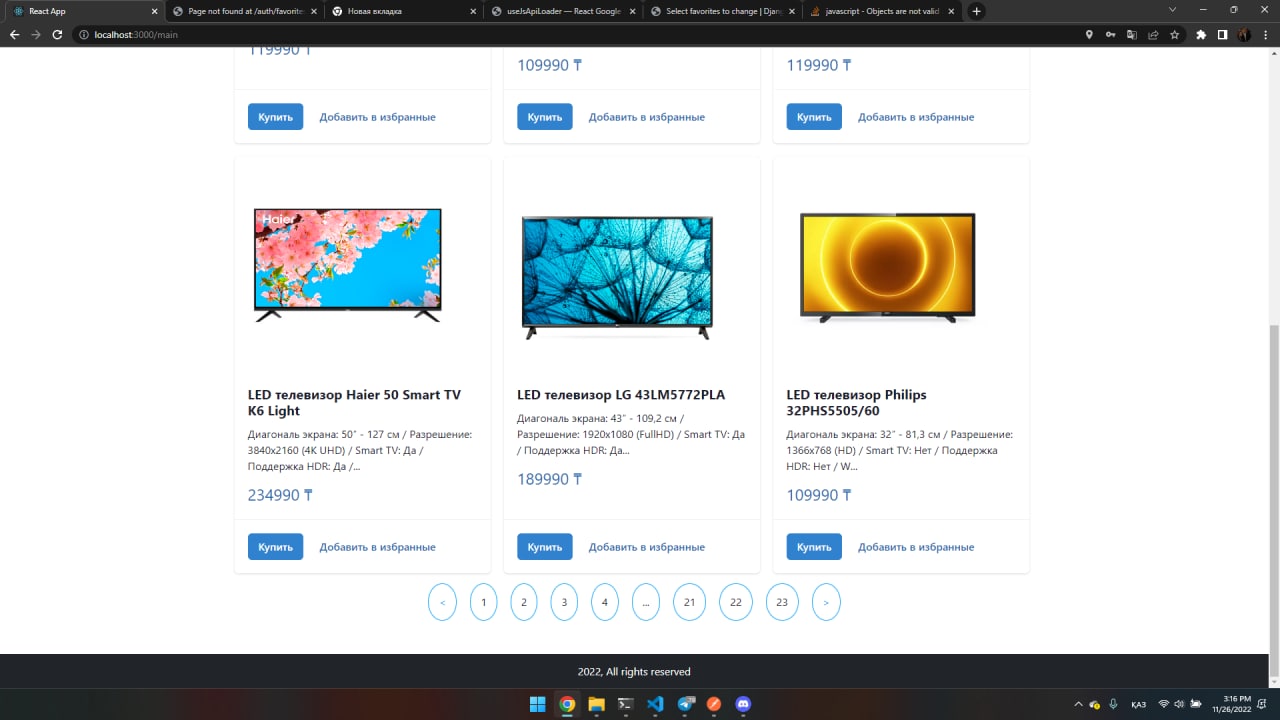 React App
Page not found at /auth/favorite
Новая вкладка
useJsApiLoader — React Google
Select favorites to change | Djan
javascript - Objects are not valid
localhost:3000/main
119990 ₸
109990 ₸
119990 ₸
Купить
Добавить в избранные
Купить
Добавить в избранные
Купить
Добавить в избранные
Haier
LED телевизор Haier 50 Smart TV
K6 Light
Диагональ экрана: 50″ - 127 см / Разрешение:
3840x2160 (4K UHD) / Smart TV: Да /
Поддержка HDR: Да /...
234990 ₸
Купить
Добавить в избранные
LED телевизор LG 43LM5772PLA
Диагональ экрана: 43″ - 109,2 см /
Разрешение: 1920x1080 (FullHD) / Smart TV: Да
/ Поддержка HDR: Да...
189990 ₸
Купить
Добавить в избранные
LED телевизор Philips
32PHS5505/60
Диагональ экрана: 32″ - 81,3 см / Разрешение:
1366x768 (HD) / Smart TV: Нет / Поддержка
HDR: Нет / W...
109990 ₸
Купить
Добавить в избранные
< 1 2 3 4 ... 21 22 23 >
2022, All rights reserved
ҚАЗ
3:16 PM
11/26/2022